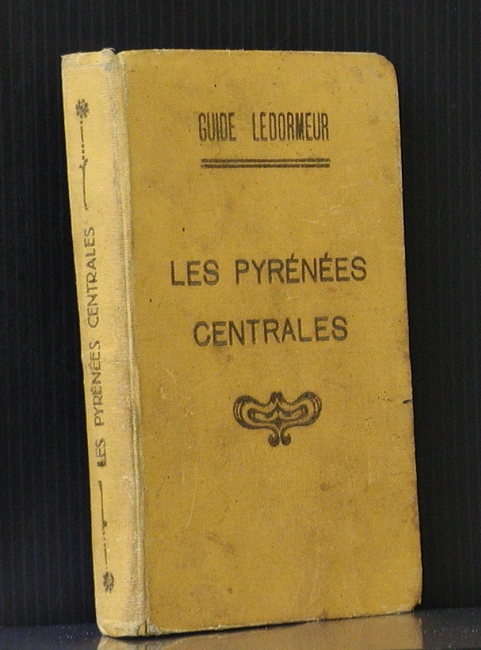 GUIDE LEDORMEUR
LES PYRÉNÉES
CENTRALES
LES PYRÉNÉES CENTRALES